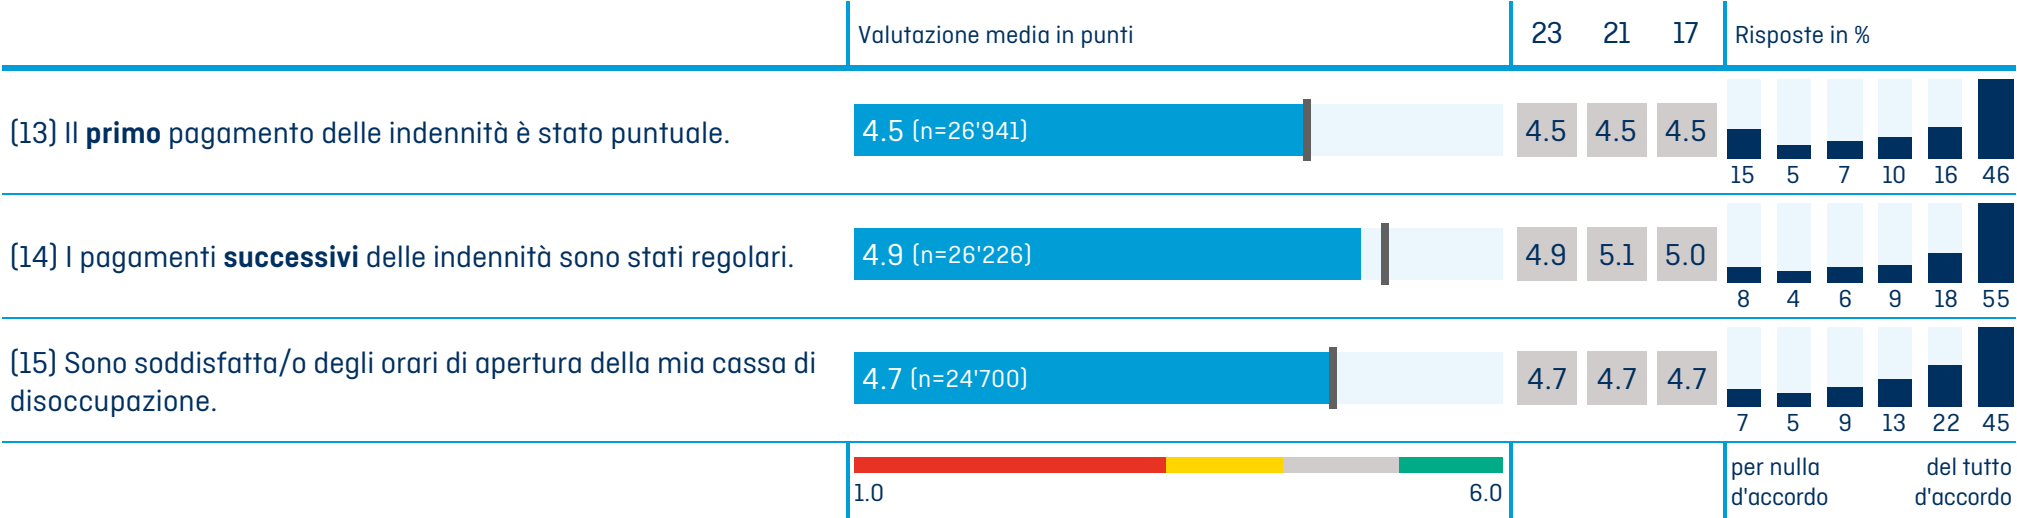 Valutazione media in punti 23 21 17 Risposte in %
(13) Il primo pagamento delle indennità è stato puntuale. 4.5 (n=26'941) 4.5 4.5 4.5
15 5 7 10 16 46
(14) I pagamenti successivi delle indennità sono stati regolari. 4.9 (n=26'226) 4.9 5.1 5.0
8 4 6 9 18 55
(15) Sono soddisfatta/o degli orari di apertura della mia cassa di
disoccupazione.
4.7 (n=24'700) 4.7 4.7 4.7
7 5 9 13 22 45
1.0 6.0
per nulla
d'accordo
del tutto
d'accordo